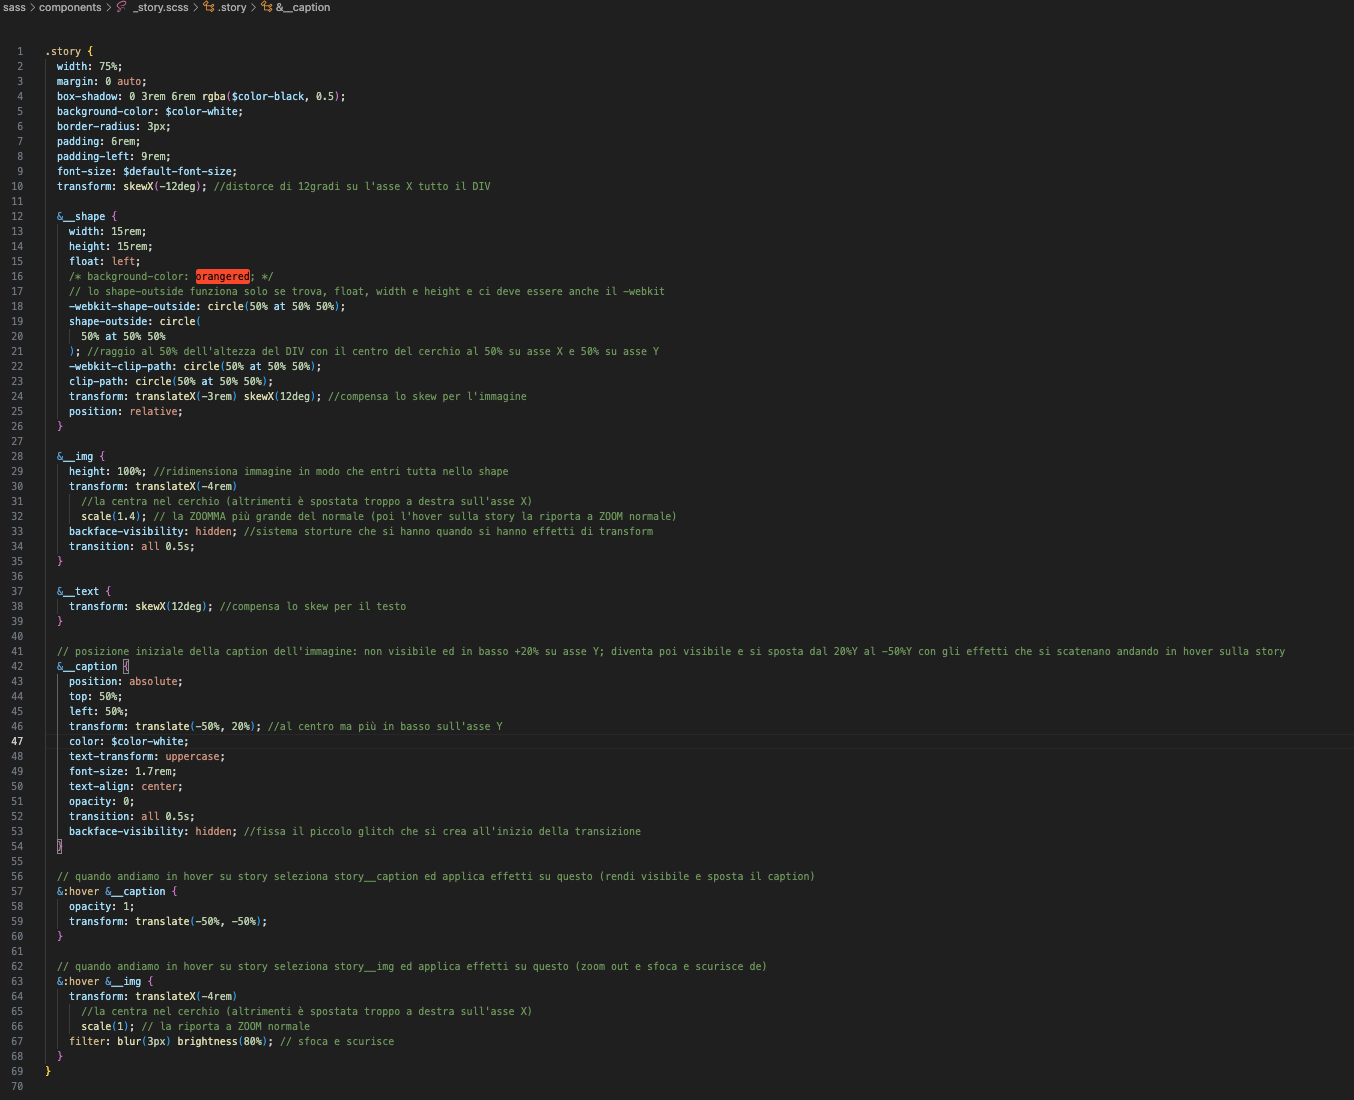 sass > components > _story.scss > .story > &__caption
1 .story {
2 width: 75%;
3 margin: 0 auto;
4 box-shadow: 0 3rem 6rem rgba($color-black, 0.5);
5 background-color: $color-white;
6 border-radius: 3px;
7 padding: 6rem;
8 padding-left: 9rem;
9 font-size: $default-font-size;
10 transform: skewX(-12deg); //distorce di 12gradi su l'asse X tutto il DIV
11
12 &__shape {
13 width: 15rem;
14 height: 15rem;
15 float: left;
16 /* background-color: orangered; */
17 // lo shape-outside funziona solo se trova, float, width e height e ci deve essere anche il -webkit
18 -webkit-shape-outside: circle(50% at 50% 50%);
19 shape-outside: circle(
20 50% at 50% 50%
21 ); //raggio al 50% dell'altezza del DIV con il centro del cerchio al 50% su asse X e 50% su asse Y
22 -webkit-clip-path: circle(50% at 50% 50%);
23 clip-path: circle(50% at 50% 50%);
24 transform: translateX(-3rem) skewX(12deg); //compensa lo skew per l'immagine
25 position: relative;
26 }
27
28 &__img {
29 height: 100%; //ridimensiona immagine in modo che entri tutta nello shape
30 transform: translateX(-4rem)
31 //la centra nel cerchio (altrimenti è spostata troppo a destra sull'asse X)
32 scale(1.4); // la ZOOMMA più grande del normale (poi l'hover sulla story la riporta a ZOOM normale)
33 backface-visibility: hidden; //sistema storture che si hanno quando si hanno effetti di transform
34 transition: all 0.5s;
35 }
36
37 &__text {
38 transform: skewX(12deg); //compensa lo skew per il testo
39 }
40
41 // posizione iniziale della caption dell'immagine: non visibile ed in basso +20% su asse Y; diventa poi visibile e si sposta dal 20%Y al -50%Y con gli effetti che si scatenano andando in hover sulla story
42 &__caption {
43 position: absolute;
44 top: 50%;
45 left: 50%;
46 transform: translate(-50%, 20%); //al centro ma più in basso sull'asse Y
47 color: $color-white;
48 text-transform: uppercase;
49 font-size: 1.7rem;
50 text-align: center;
51 opacity: 0;
52 transition: all 0.5s;
53 backface-visibility: hidden; //fissa il piccolo glitch che si crea all'inizio della transizione
54 }
55
56 // quando andiamo in hover su story seleziona story__caption ed applica effetti su questo (rendi visibile e sposta il caption)
57 &:hover &__caption {
58 opacity: 1;
59 transform: translate(-50%, -50%);
60 }
61
62 // quando andiamo in hover su story seleziona story__img ed applica effetti su questo (zoom out e sfoca e scurisce de)
63 &:hover &__img {
64 transform: translateX(-4rem)
65 //la centra nel cerchio (altrimenti è spostata troppo a destra sull'asse X)
66 scale(1); // la riporta a ZOOM normale
67 filter: blur(3px) brightness(80%); // sfoca e scurisce
68 }
69 }
70